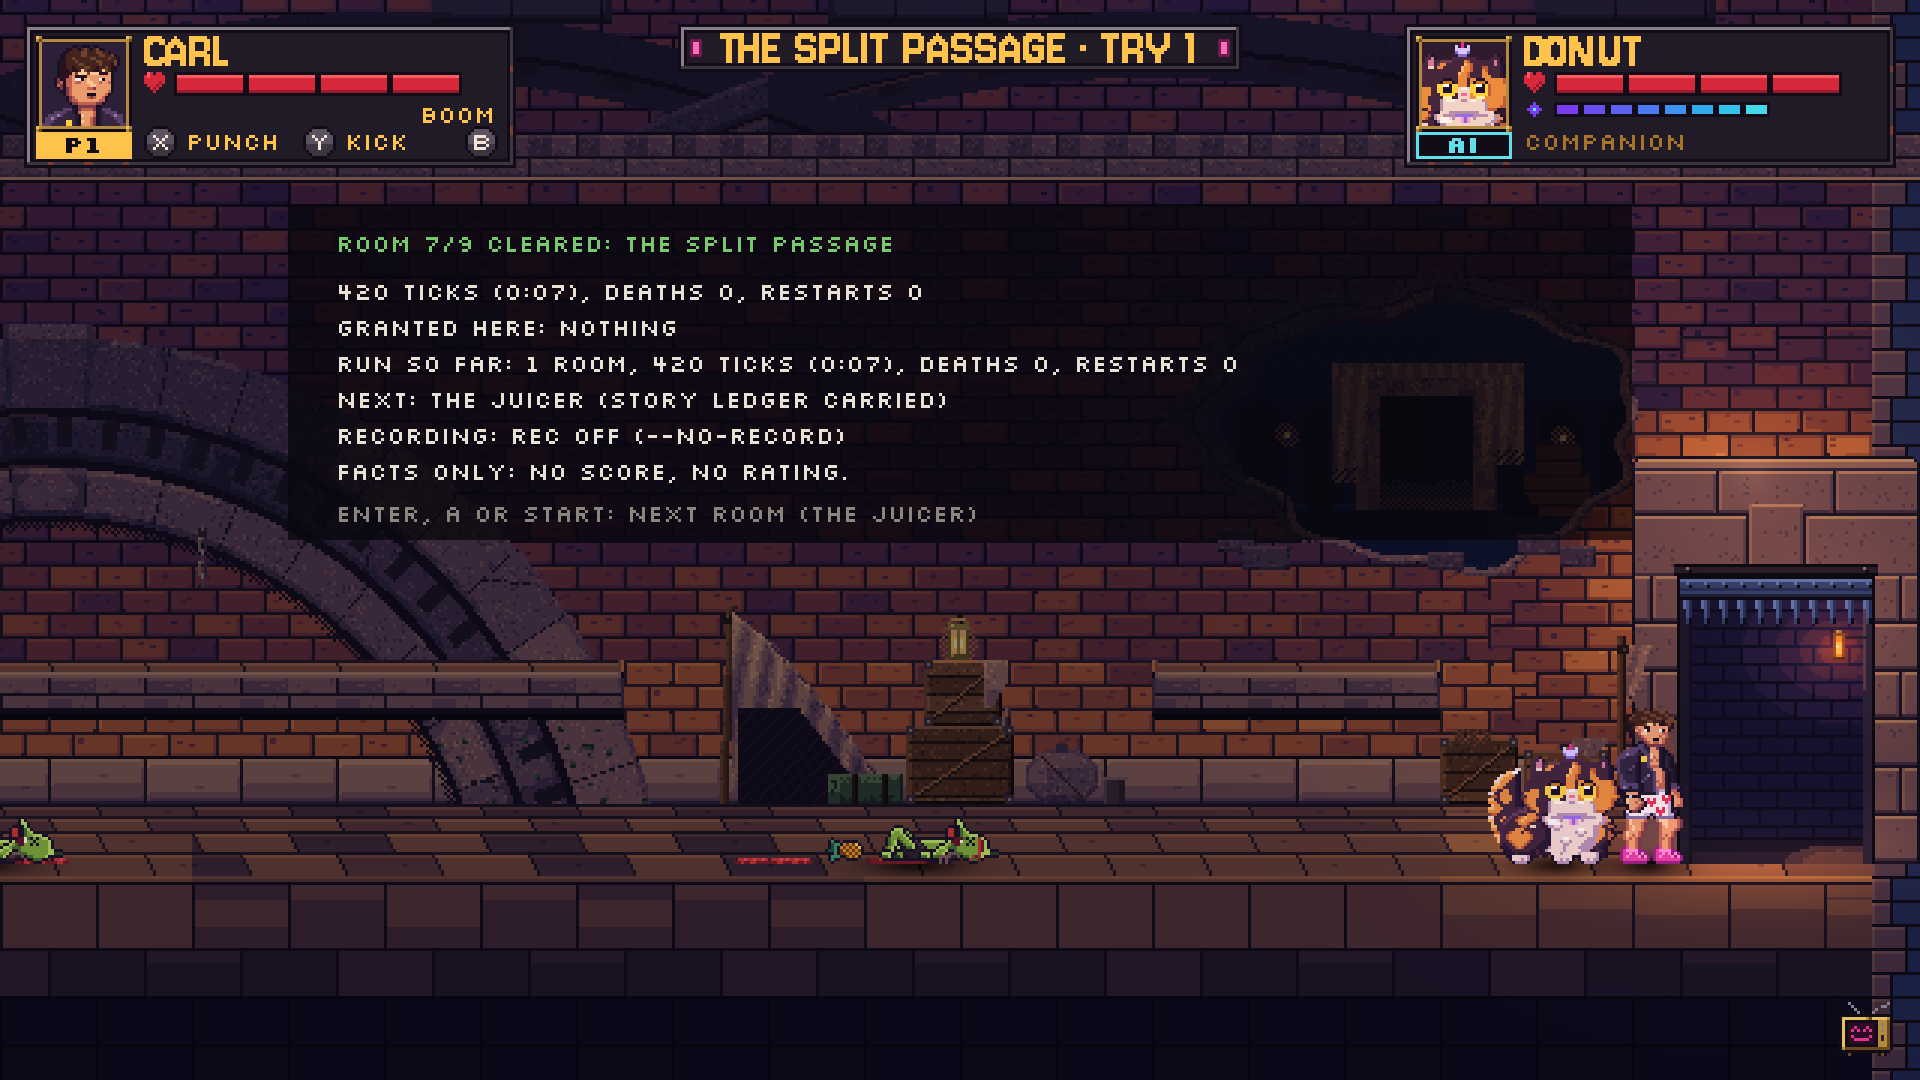 CARL
P1
BOOM
X PUNCH Y KICK B
THE SPLIT PASSAGE · TRY 1
DONUT
AI
COMPANION
ROOM 7/9 CLEARED: THE SPLIT PASSAGE
420 TICKS (0:07), DEATHS 0, RESTARTS 0
GRANTED HERE: NOTHING
RUN SO FAR: 1 ROOM, 420 TICKS (0:07), DEATHS 0, RESTARTS 0
NEXT: THE JUICER (STORY LEDGER CARRIED)
RECORDING: REC OFF (--NO-RECORD)
FACTS ONLY: NO SCORE, NO RATING.
ENTER, A OR START: NEXT ROOM (THE JUICER)